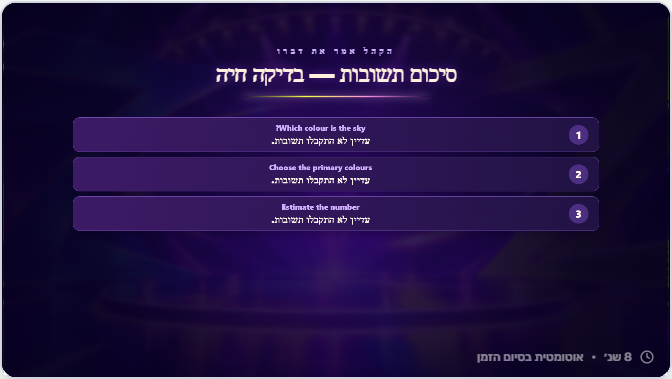 הקהל אמר את דברו
סיכום תשובות — בדיקה חיה
1
?Which colour is the sky
עדיין לא התקבלו תשובות.
2
Choose the primary colours
עדיין לא התקבלו תשובות.
3
Estimate the number
עדיין לא התקבלו תשובות.
8 שנ׳ • אוטומטית בסיום הזמן